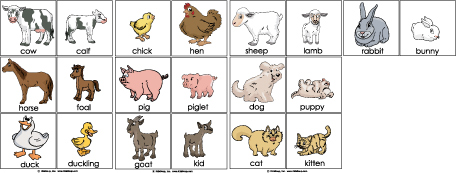 cow calf chick hen sheep lamb rabbit bunny
horse foal pig piglet dog puppy
duck duckling goat kid cat kitten